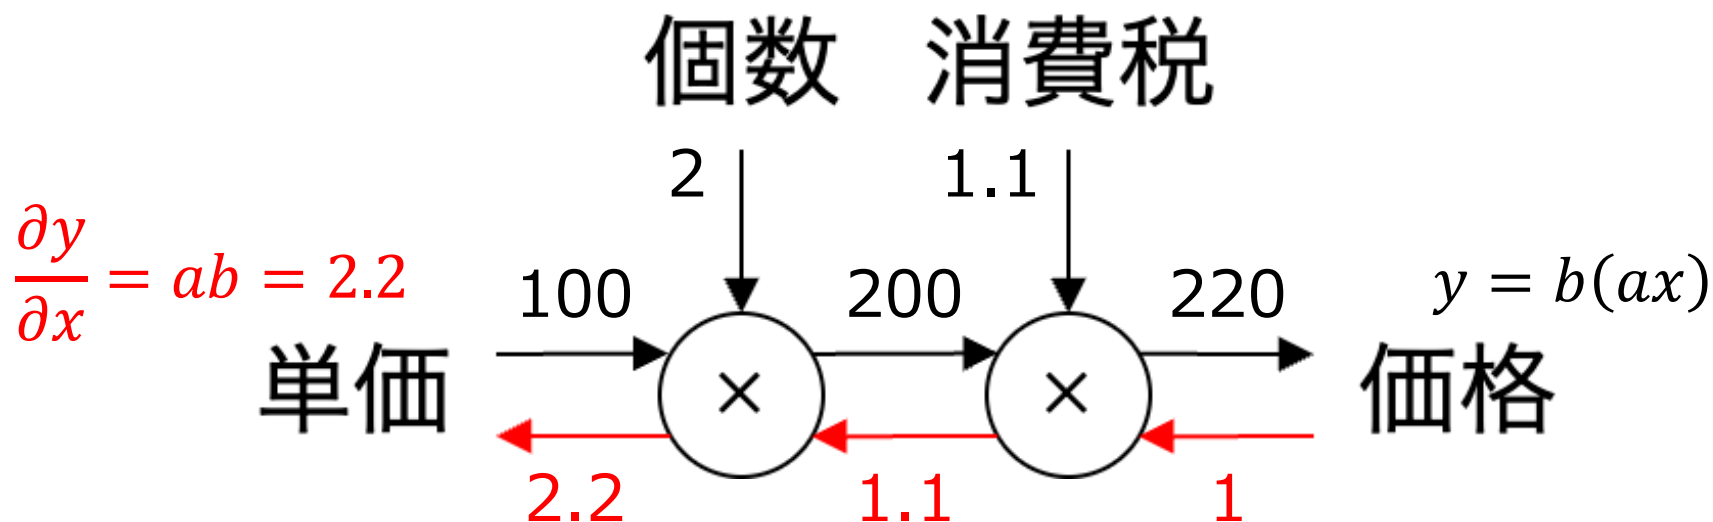 個数 消費税
2 1.1
∂y/∂x = ab = 2.2
100 200 220
y = b(ax)
単価 × × 価格
2.2 1.1 1